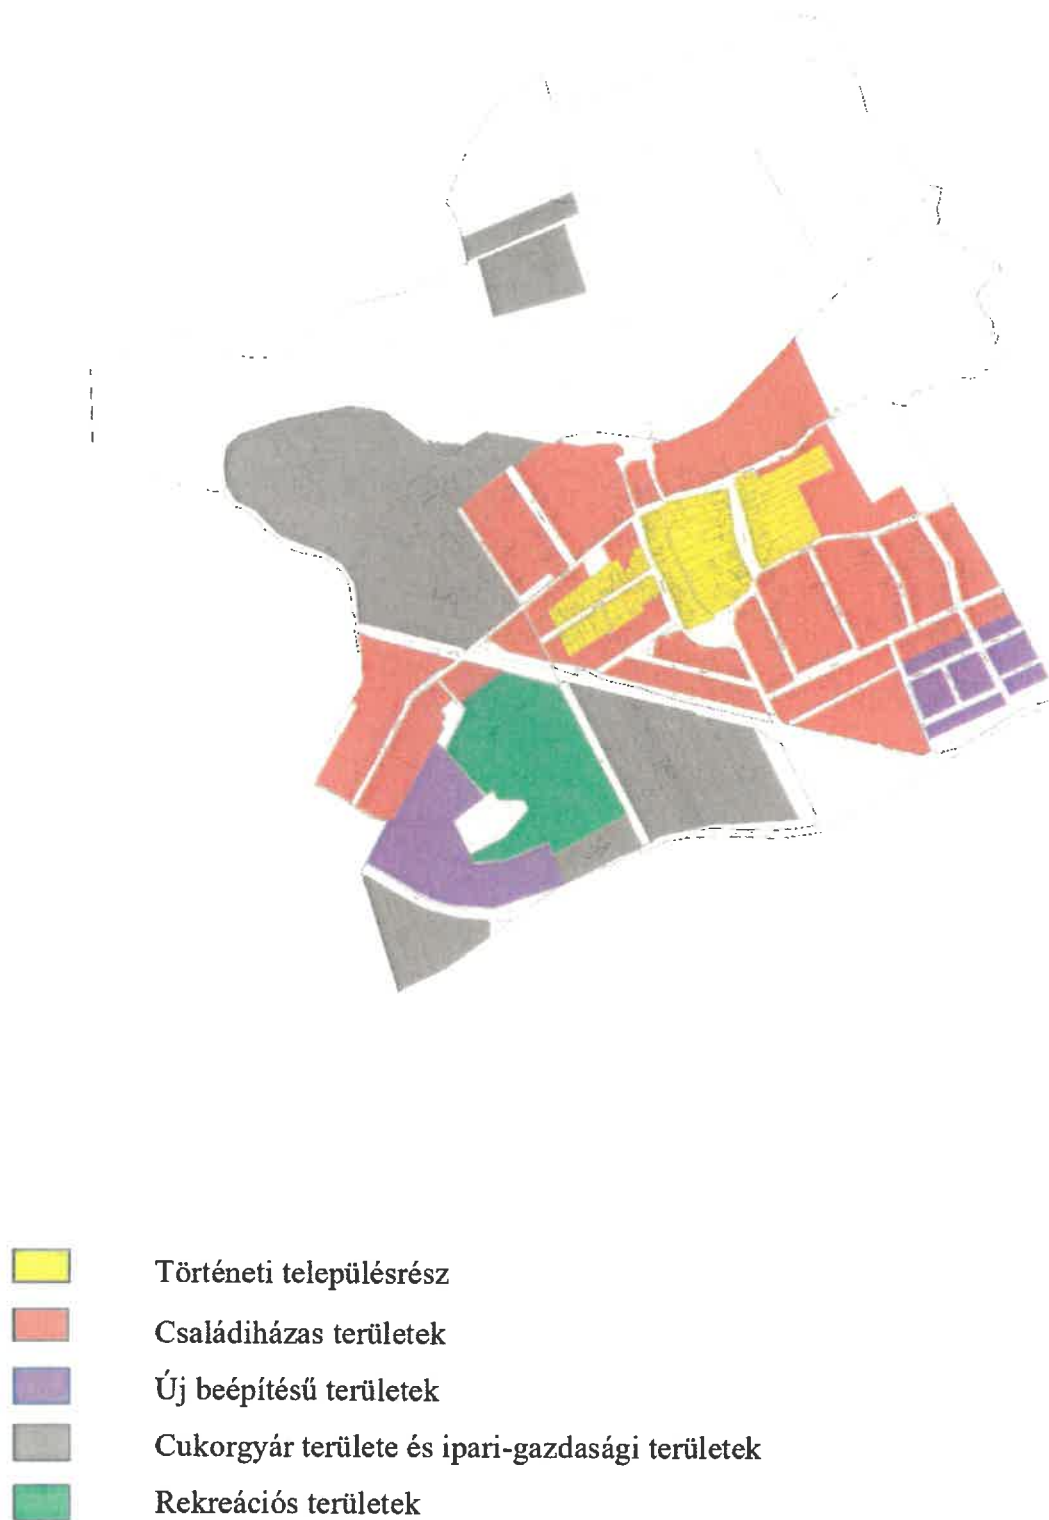 Történeti településrész
Családiházas területek
Új beépítésű területek
Cukorgyár területe és ipari-gazdasági területek
Rekreációs területek